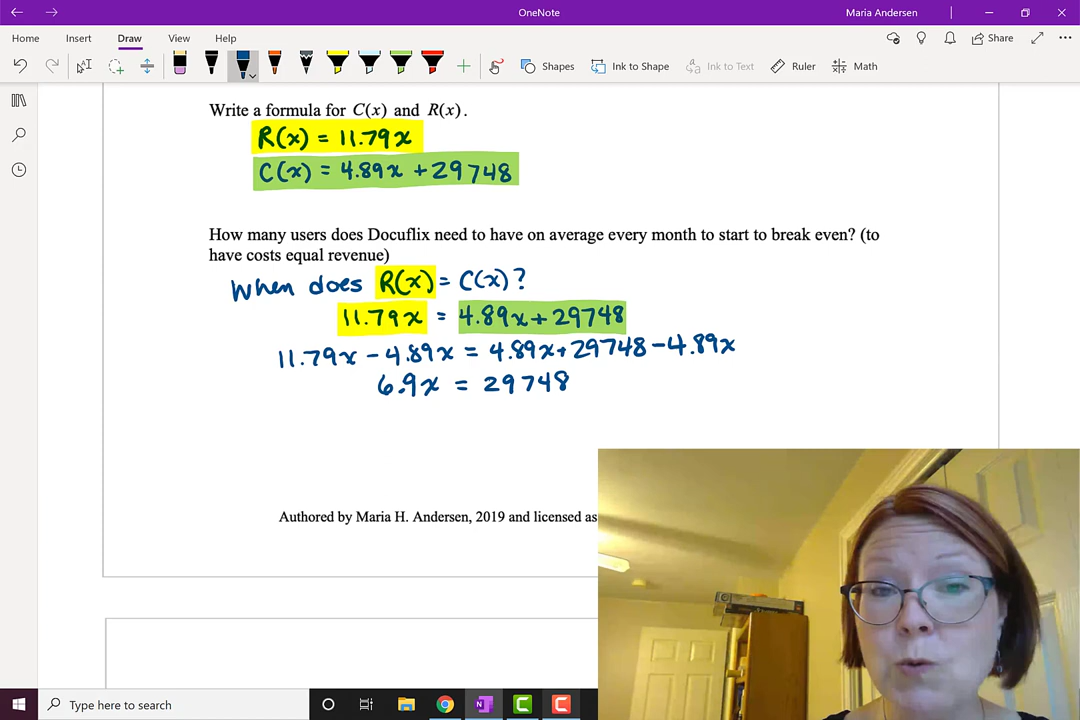 OneNote
Maria Andersen
Home Insert Draw View Help
Share
Shapes
Ink to Shape
Ink to Text
Ruler
Math
Write a formula for C(x) and R(x).
R(x) = 11.79x
C(x) = 4.89x + 29748
How many users does Docuflix need to have on average every month to start to break even? (to
have costs equal revenue)
When does R(x) = C(x)?
11.79x = 4.89x + 29748
11.79x - 4.89x = 4.89x + 29748 - 4.89x
6.9x = 29748
Authored by Maria H. Andersen, 2019 and licensed as
Type here to search